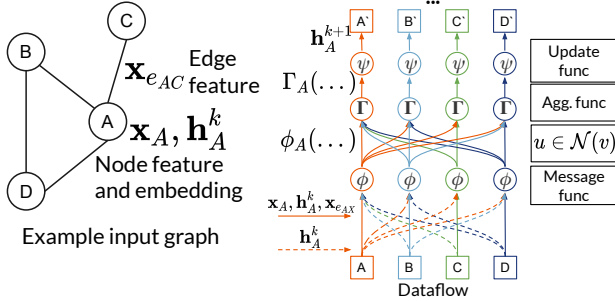 C
B
Edge
feature
x_{e_{AC}}
A
x_A, h_A^k
Node feature
and embedding
D
Example input graph
...
A` B` C` D`
h_A^{k+1}
ψ ψ ψ ψ
Update
func
Γ_A(...)
Γ Γ Γ Γ
Agg. func
ϕ_A(...)
u ∈ N(v)
ϕ ϕ ϕ ϕ
Message
func
x_A, h_A^k, x_{e_{AX}}
h_A^k
A B C D
Dataflow